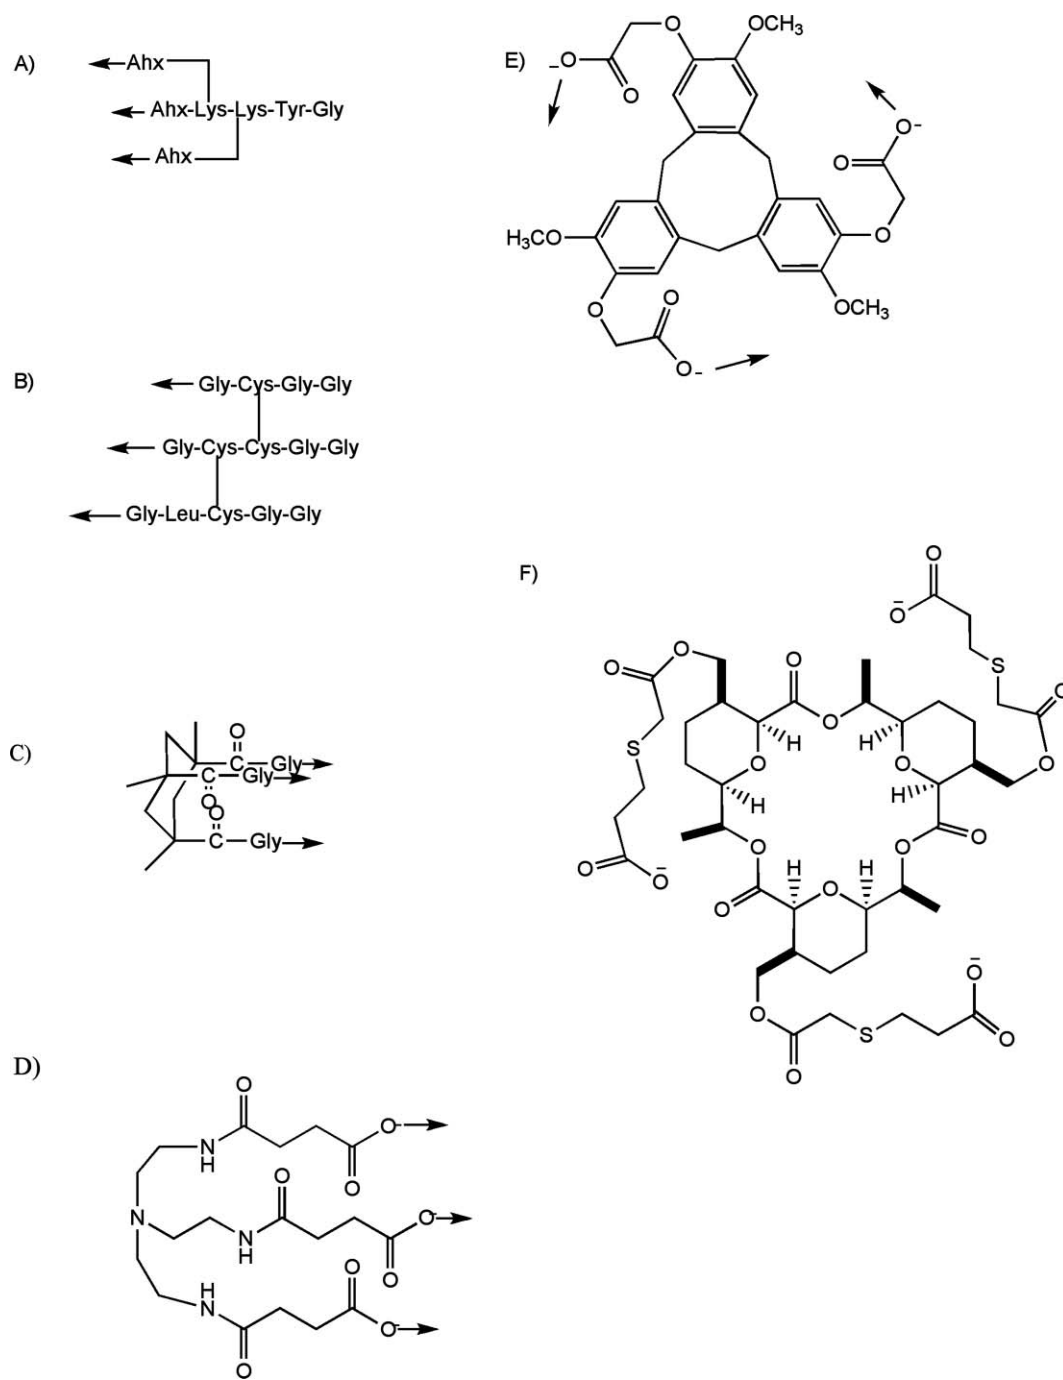 A)
Ahx
Ahx-Lys-Lys-Tyr-Gly
Ahx
B)
Gly-Cys-Gly-Gly
Gly-Cys-Cys-Gly-Gly
Gly-Leu-Cys-Gly-Gly
C)
O
C Gly
C Gly
O
O
C Gly
D)
O
N O-
H
O
O
N
N O-
H
O
O
H
N
O-
O
E)
O OCH3
-O
O
O-
O
H3CO O
O OCH3
O
O-
F)
O
O-
O
O O S
O
O
S H H
O O O
H H
O
O O
H H
O O-
O
O
O-
O
S O
O